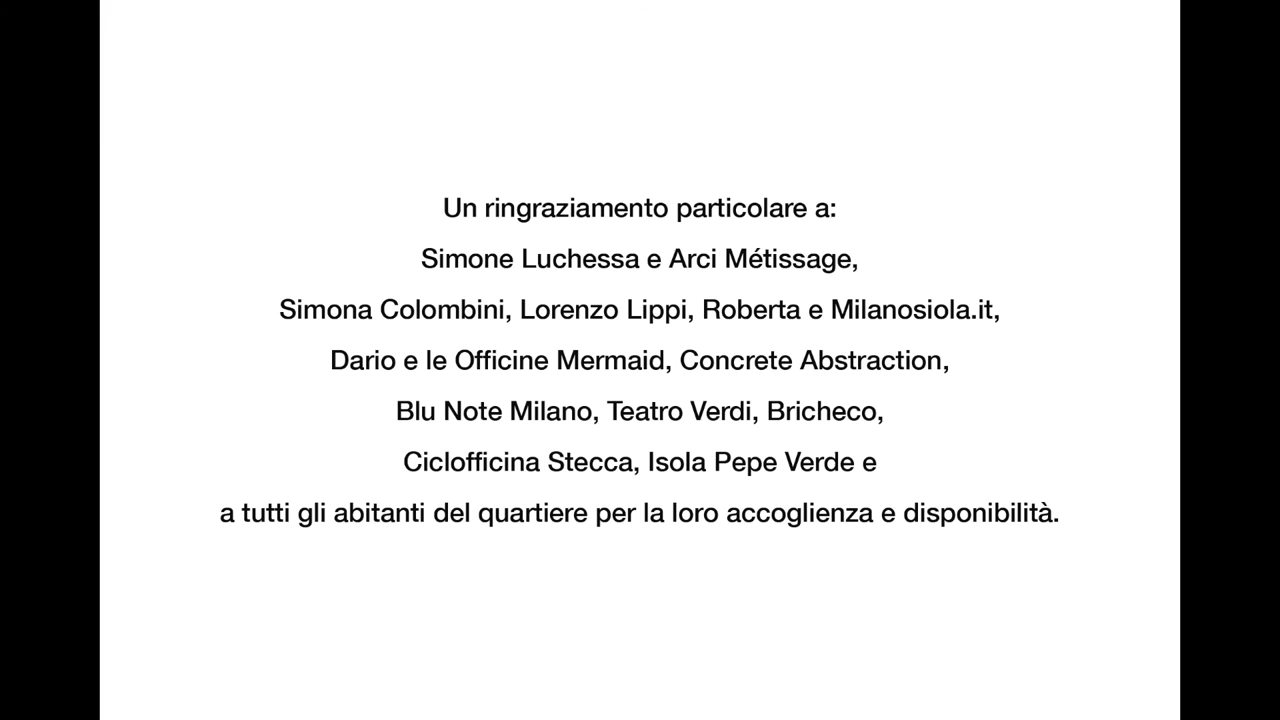 Un ringraziamento particolare a:
Simone Luchessa e Arci Métissage,
Simona Colombini, Lorenzo Lippi, Roberta e Milanosiola.it,
Dario e le Officine Mermaid, Concrete Abstraction,
Blu Note Milano, Teatro Verdi, Bricheco,
Ciclofficina Stecca, Isola Pepe Verde e
a tutti gli abitanti del quartiere per la loro accoglienza e disponibilità.